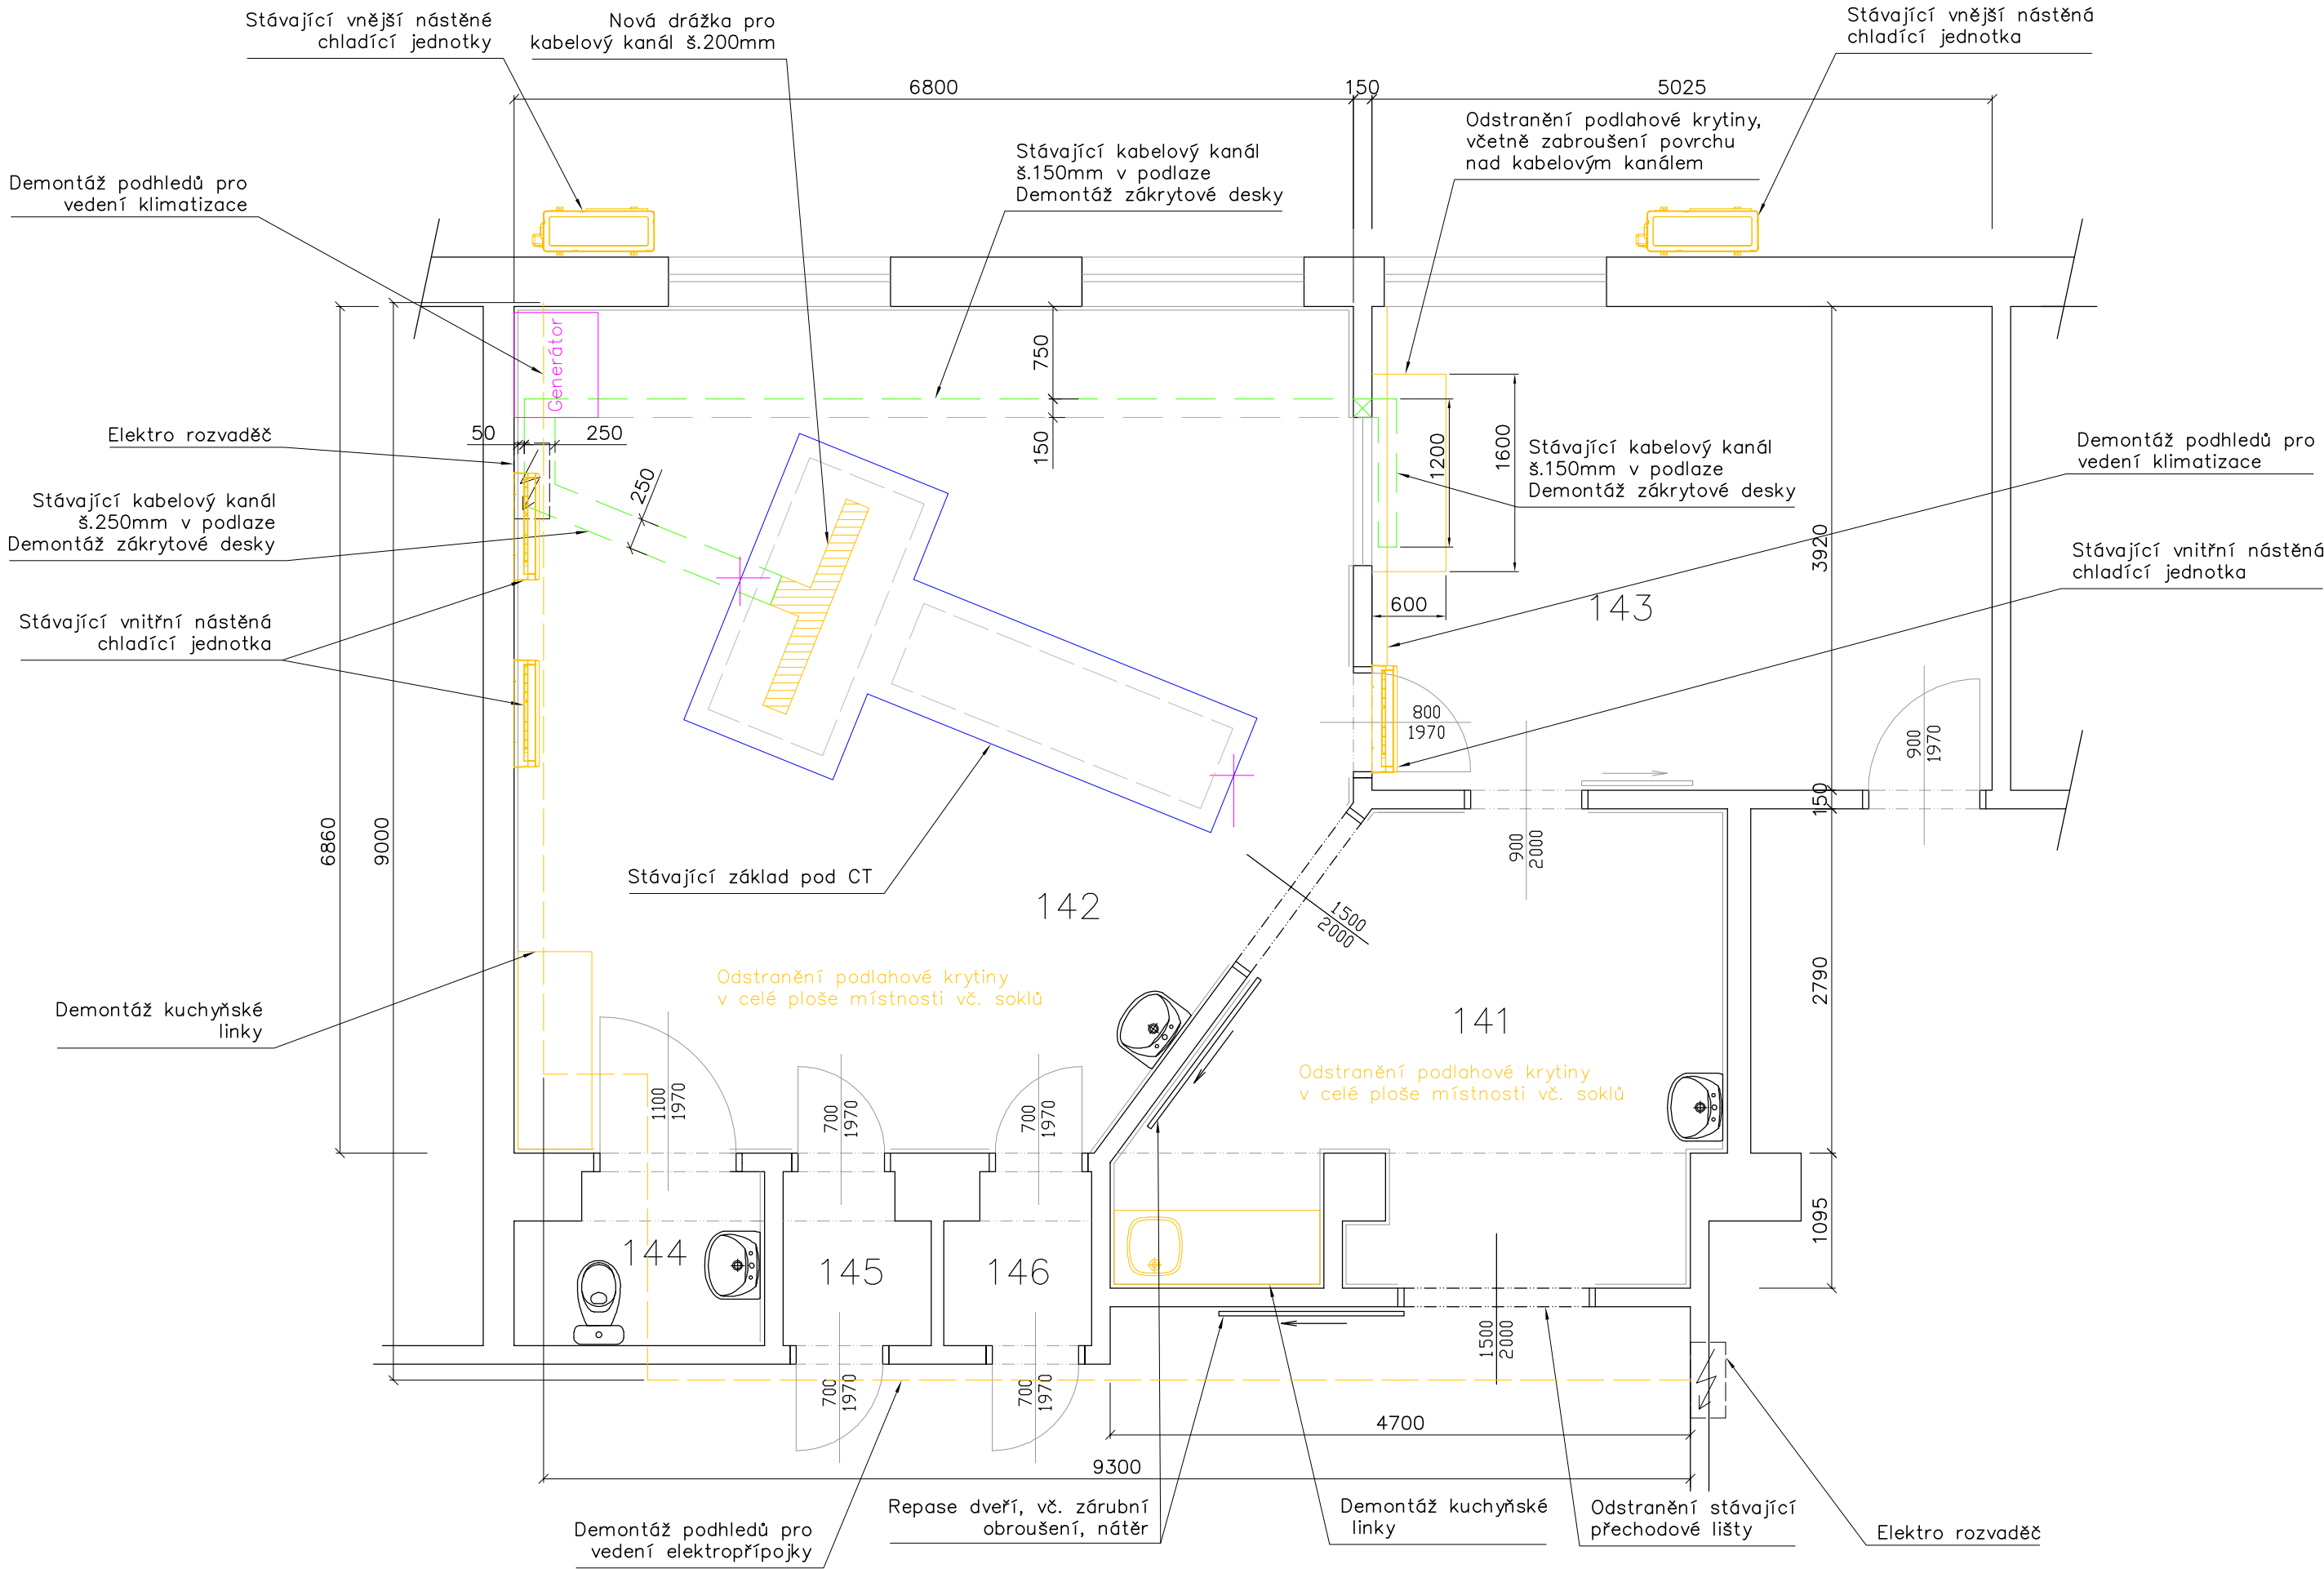 Stávající vnější nástěné
chladící jednotky
Nová drážka pro
kabelový kanál š.200mm
Stávající vnější nástěná
chladící jednotka
6800
150
5025
Odstranění podlahové krytiny,
včetně zabroušení povrchu
nad kabelovým kanálem
Stávající kabelový kanál
š.150mm v podlaze
Demontáž zákrytové desky
Demontáž podhledů pro
vedení klimatizace
Generátor
750
150
50
250
Elektro rozvaděč
1200
1600
Stávající kabelový kanál
š.150mm v podlaze
Demontáž zákrytové desky
Demontáž podhledů pro
vedení klimatizace
Stávající kabelový kanál
š.250mm v podlaze
Demontáž zákrytové desky
250
3920
Stávající vnitřní nástěná
chladící jednotka
600
143
Stávající vnitřní nástěná
chladící jednotka
800
1970
900
1970
150
6860
9000
900
2000
Stávající základ pod CT
142
1500
2000
Odstranění podlahové krytiny
v celé ploše místnosti vč. soklů
2790
Demontáž kuchyňské
linky
141
Odstranění podlahové krytiny
v celé ploše místnosti vč. soklů
1100
1970
700
1970
700
1970
1095
144
145
146
1500
2000
700
1970
700
1970
4700
9300
Repase dveří, vč. zárubní
obroušení, nátěr
Demontáž kuchyňské
linky
Odstranění stávající
přechodové lišty
Elektro rozvaděč
Demontáž podhledů pro
vedení elektropřípojky